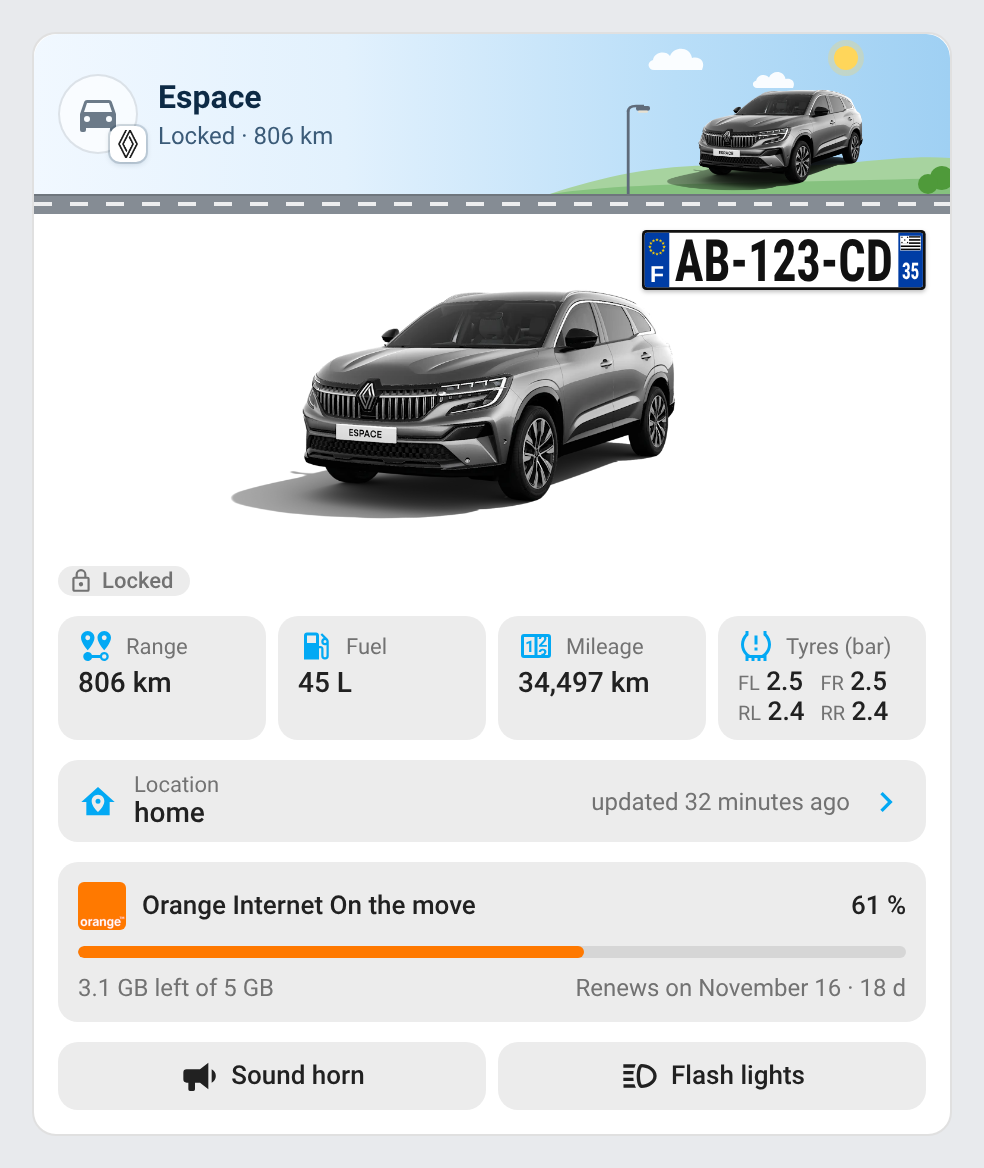 Espace
Locked · 806 km
ESPACE
F AB-123-CD 35
ESPACE
Locked
Range
806 km
Fuel
45 L
Mileage
34,497 km
Tyres (bar)
FL 2.5 FR 2.5
RL 2.4 RR 2.4
Location
home
updated 32 minutes ago
orange™
Orange Internet On the move
61 %
3.1 GB left of 5 GB
Renews on November 16 · 18 d
Sound horn
Flash lights